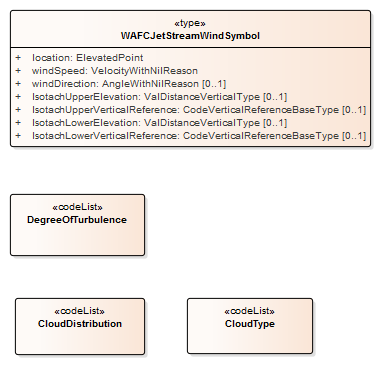 «type»
WAFCJetStreamWindSymbol
+ location: ElevatedPoint
+ windSpeed: VelocityWithNilReason
+ windDirection: AngleWithNilReason [0..1]
+ IsotachUpperElevation: ValDistanceVerticalType [0..1]
+ IsotachUpperVerticalReference: CodeVerticalReferenceBaseType [0..1]
+ IsotachLowerElevation: ValDistanceVerticalType [0..1]
+ IsotachLowerVerticalReference: CodeVerticalReferenceBaseType [0..1]
«codeList»
DegreeOfTurbulence
«codeList»
CloudDistribution
«codeList»
CloudType